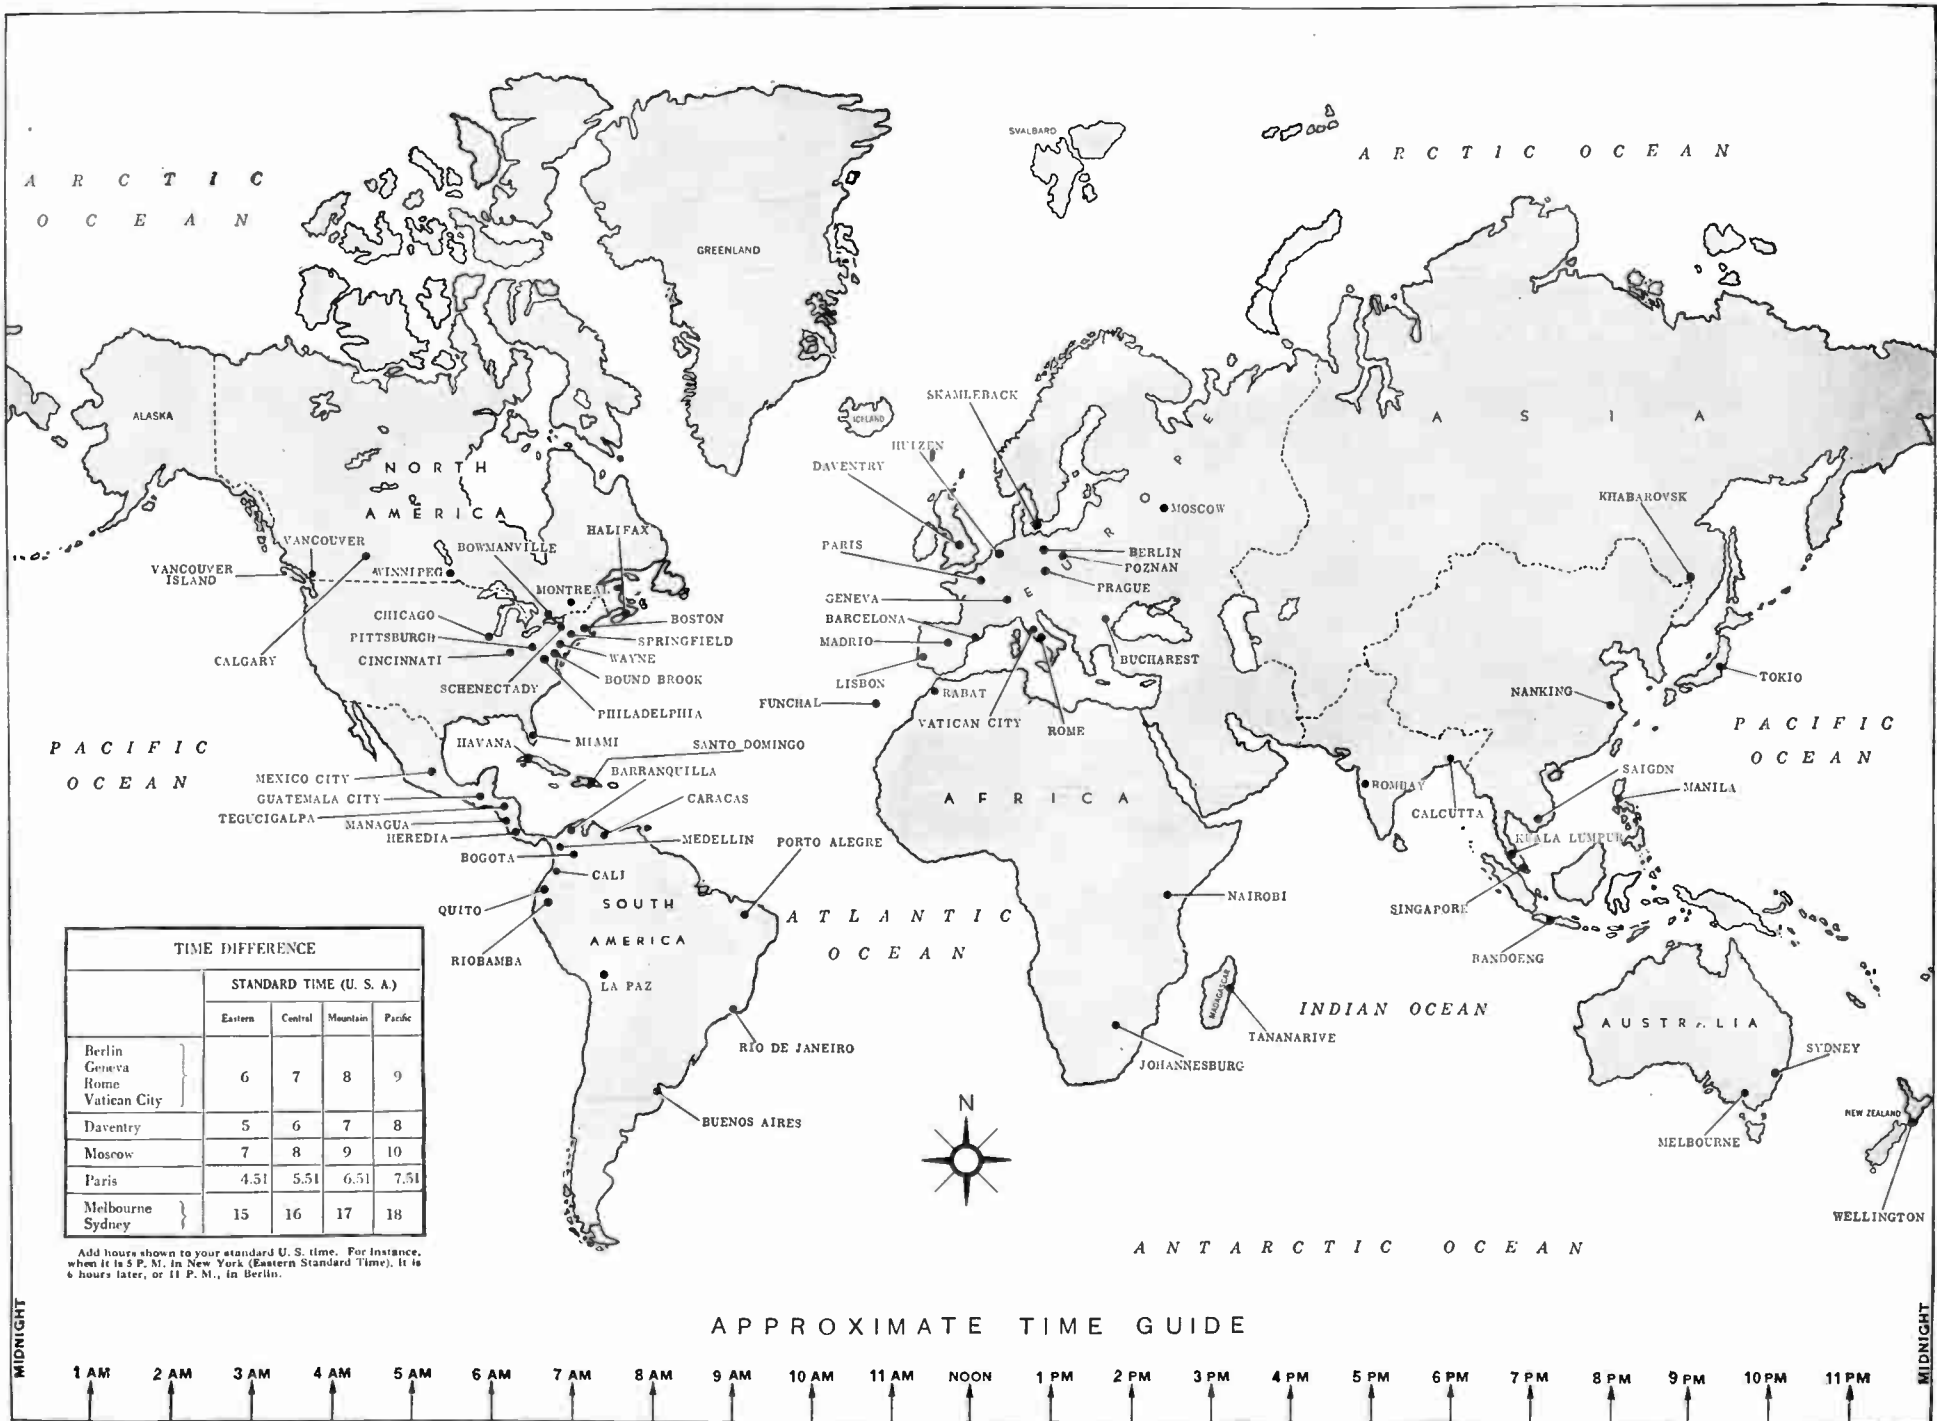 SVALBARD
ARCTIC OCEAN
ARCTIC
OCEAN
GREENLAND
SKAMLEBACK
ICELAND
ALASKA
ASIA
HUIZEN
DAVENTRY
NORTH
AMERICA
EUROPE
KHABAROVSK
MOSCOW
HALIFAX
VANCOUVER
BOWMANVILLE
PARIS
BERLIN
POZNAN
VANCOUVER
ISLAND
WINNIPEG
MONTREAL
PRAGUE
GENEVA
CHICAGO
BOSTON
BARCELONA
PITTSBURCH
SPRINGFIELD
MADRIO
CALGARY
CINCINNATI
WAYNE
BUCHAREST
BOUND BROOK
LISBON
TOKIO
SCHENECTADY
RABAT
NANKING
FUNCHAL
PHILADELPHIA
VATICAN CITY
ROME
PACIFIC
OCEAN
HAVANA
MIAMI
SANTO DOMINGO
PACIFIC
OCEAN
MEXICO CITY
BARRANQUILLA
SAIGON
BOMBAY
MANILA
GUATEMALA CITY
CARACAS
AFRICA
TEGUCIGALPA
MANAGUA
CALCUTTA
HEREDIA
MEDELLIN
PORTO ALEGRE
KUALA LUMPUR
BOGOTA
CALI
QUITO
SOUTH
AMERICA
NAIROBI
SINGAPORE
ATLANTIC
OCEAN
RIOBAMBA
BANDOENG
LA PAZ
MADAGASCAR
INDIAN OCEAN
AUSTRALIA
TANANARIVE
RIO DE JANEIRO
JOHANNESBURG
SYDNEY
BUENOS AIRES
N
NEW ZEALAND
MELBOURNE
WELLINGTON
ANTARCTIC OCEAN
TIME DIFFERENCE
STANDARD TIME (U. S. A.)
Eastern Central Mountain Pacific
Berlin
Geneva
Rome
Vatican City
6 7 8 9
Daventry 5 6 7 8
Moscow 7 8 9 10
Paris 4.51 5.51 6.51 7.51
Melbourne
Sydney
15 16 17 18
Add hours shown to your standard U. S. time. For instance,
when it is 5 P. M. in New York (Eastern Standard Time), it is
6 hours later, or 11 P. M., in Berlin.
APPROXIMATE TIME GUIDE
MIDNIGHT 1 AM 2 AM 3 AM 4 AM 5 AM 6 AM 7 AM 8 AM 9 AM 10 AM 11 AM NOON 1 PM 2 PM 3 PM 4 PM 5 PM 6 PM 7 PM 8 PM 9 PM 10 PM 11 PM MIDNIGHT